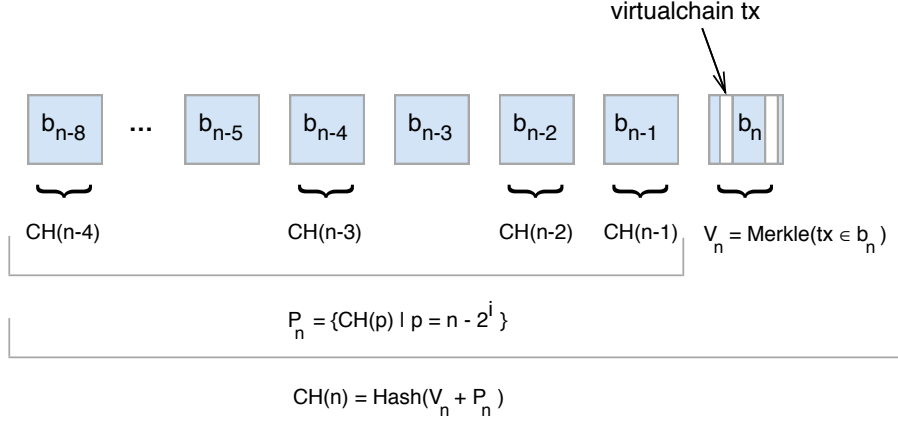 virtualchain tx
b_{n-8} ... b_{n-5} b_{n-4} b_{n-3} b_{n-2} b_{n-1} b_n
CH(n-4) CH(n-3) CH(n-2) CH(n-1) V_n = Merkle(tx ∈ b_n)
P_n = {CH(p) | p = n - 2^i }
CH(n) = Hash(V_n + P_n)